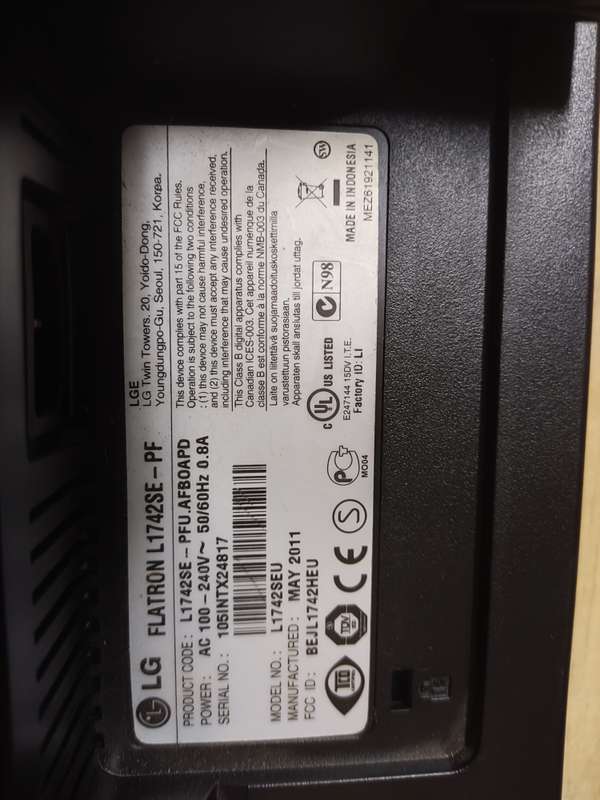 LG FLATRON L1742SE-PF
PRODUCT CODE : L1742SE-PFU.AFBOAPD
POWER : AC 100-240V~ 50/60Hz 0.8A
SERIAL NO. : 105INTX24817
MODEL NO. : L1742SEU
MANUFACTURED : MAY 2011
FCC ID : BEJL1742HEU
TCO
TÜV
CE
S
PCT
MO04
LGE
LG Twin Towers, 20, Yoido-Dong,
Youngdungpo-Gu, Seoul, 150-721, Korea.
This device complies with part 15 of the FCC Rules.
Operation is subject to the following two conditions
: (1) this device may not cause harmful interference,
and (2) this device must accept any interference received,
including interference that may cause undesired operation.
This Class B digital apparatus complies with
Canadian ICES-003. Cet appareil numérique de la
classe B est conforme à la norme NMB-003 du Canada.
Laite on liitettävä suojamaadoituskoskettimilla
varustettuun pistorasiaan.
Apparaten skall anslutas till jordat uttag.
c UL US LISTED
E247144 15DV I.T.E.
Factory ID: LI
N98
SW
MADE IN INDONESIA
MEZ61921141